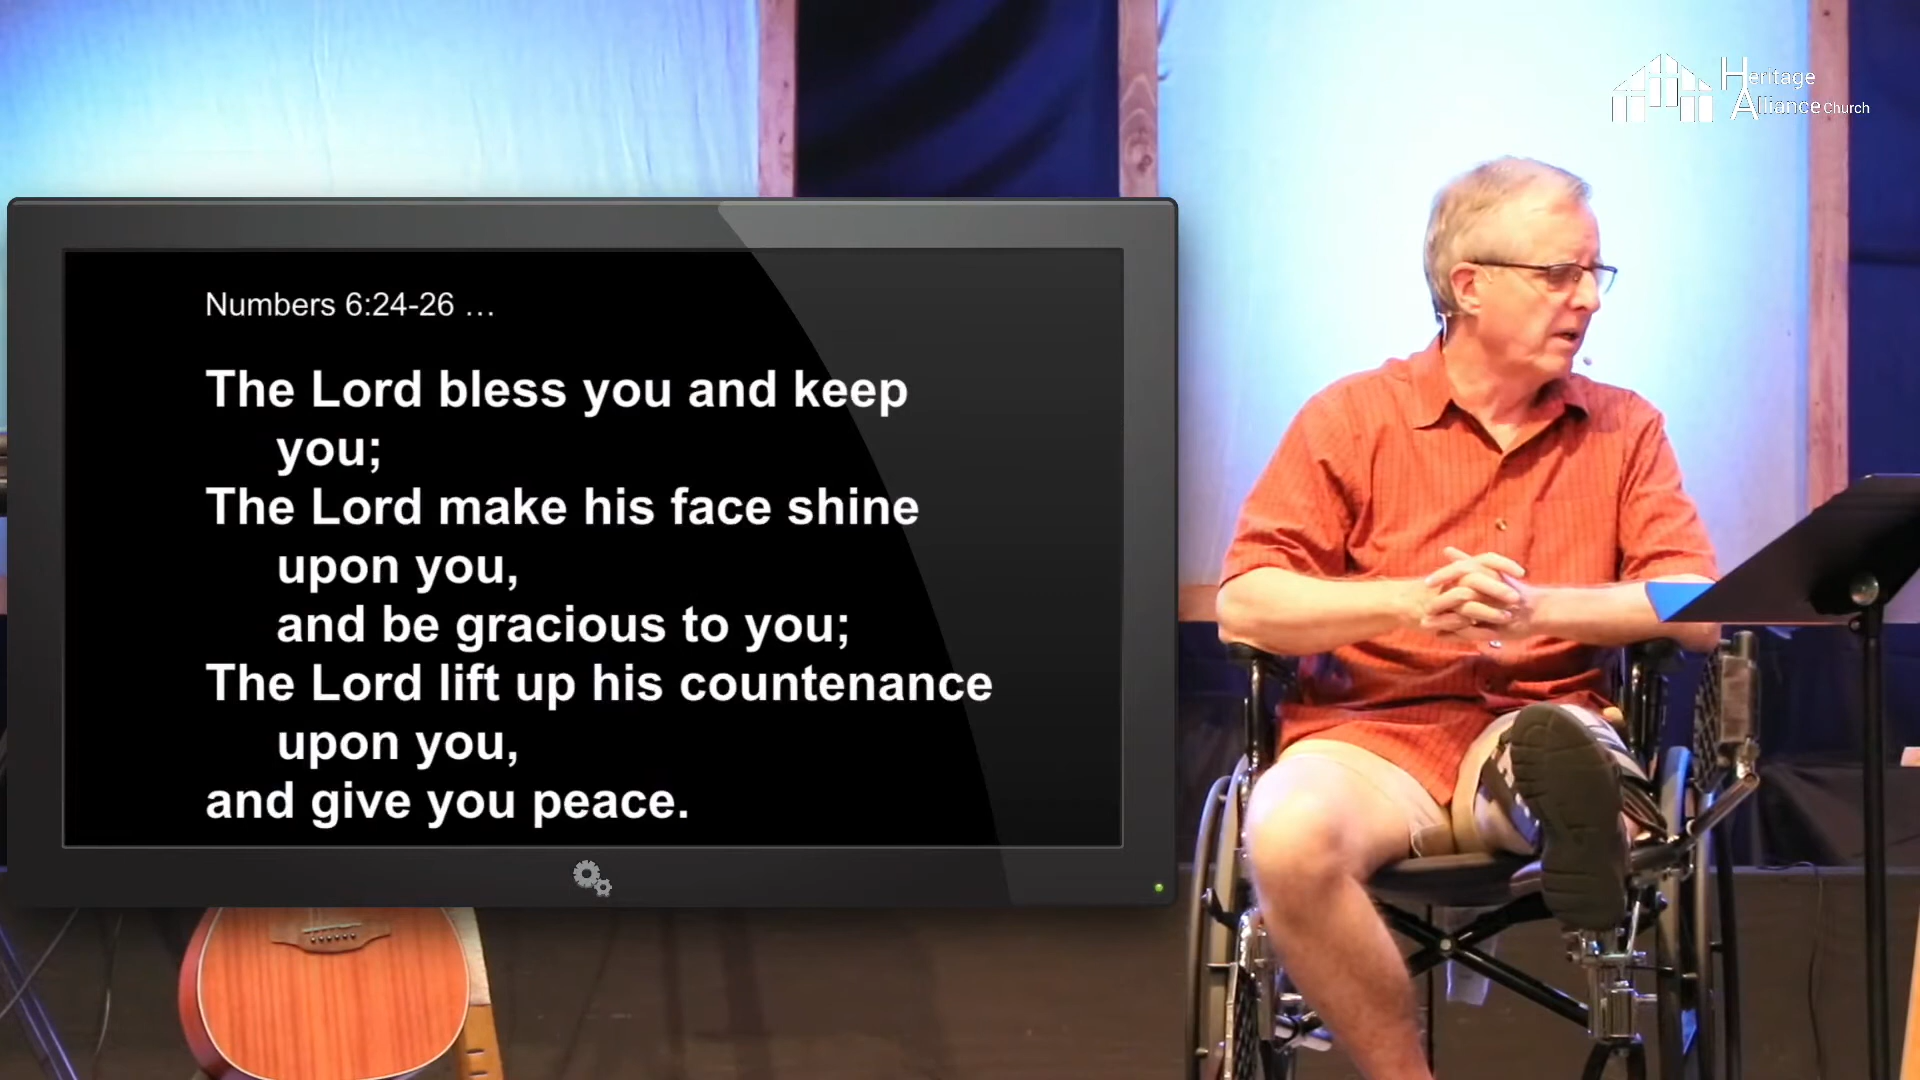 Heritage
Alliance Church
Numbers 6:24-26 …
The Lord bless you and keep
you;
The Lord make his face shine
upon you,
and be gracious to you;
The Lord lift up his countenance
upon you,
and give you peace.